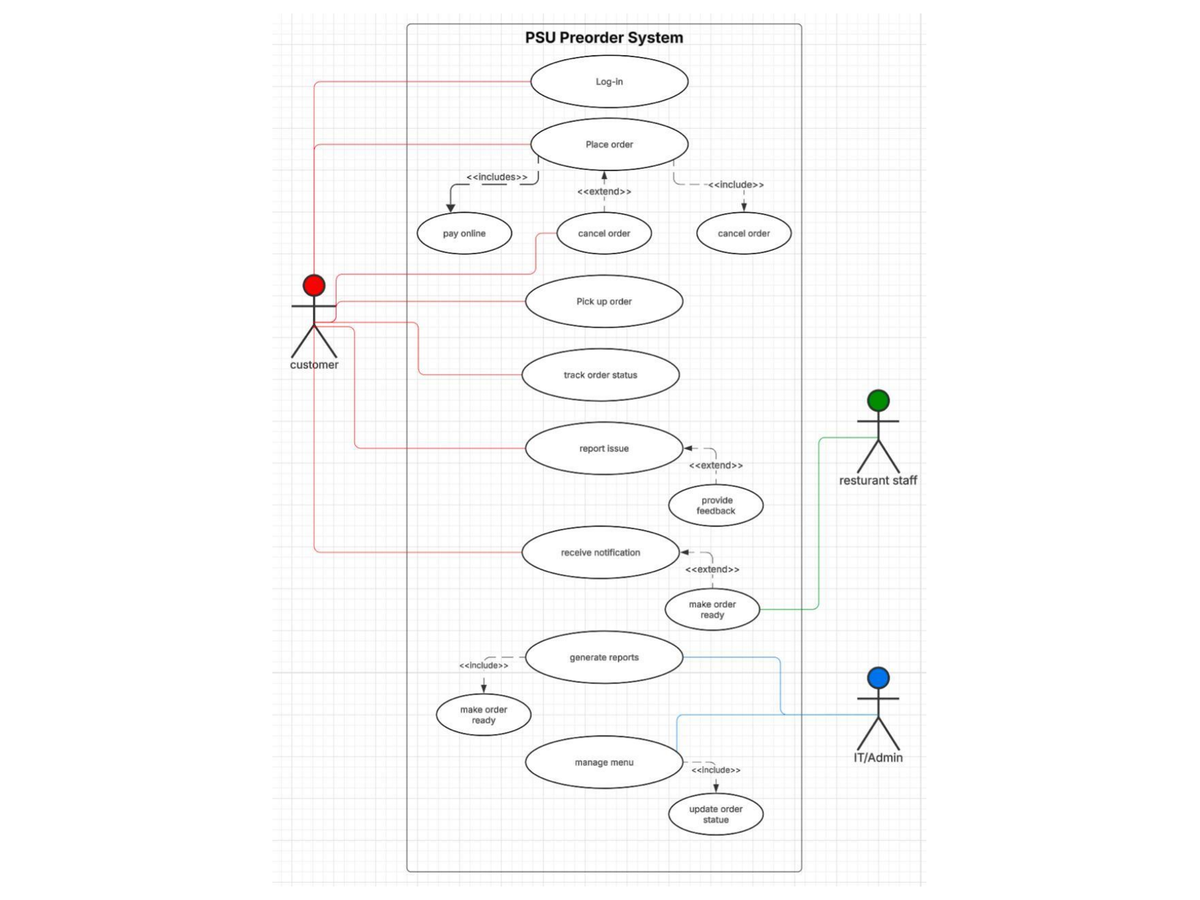 PSU Preorder System
Log-in
Place order
<<includes>>
<<extend>>
<<include>>
pay online
cancel order
cancel order
Pick up order
customer
track order status
report issue
<<extend>>
resturant staff
provide
feedback
receive notification
<<extend>>
make order
ready
generate reports
<<include>>
make order
ready
IT/Admin
manage menu
<<include>>
update order
statue